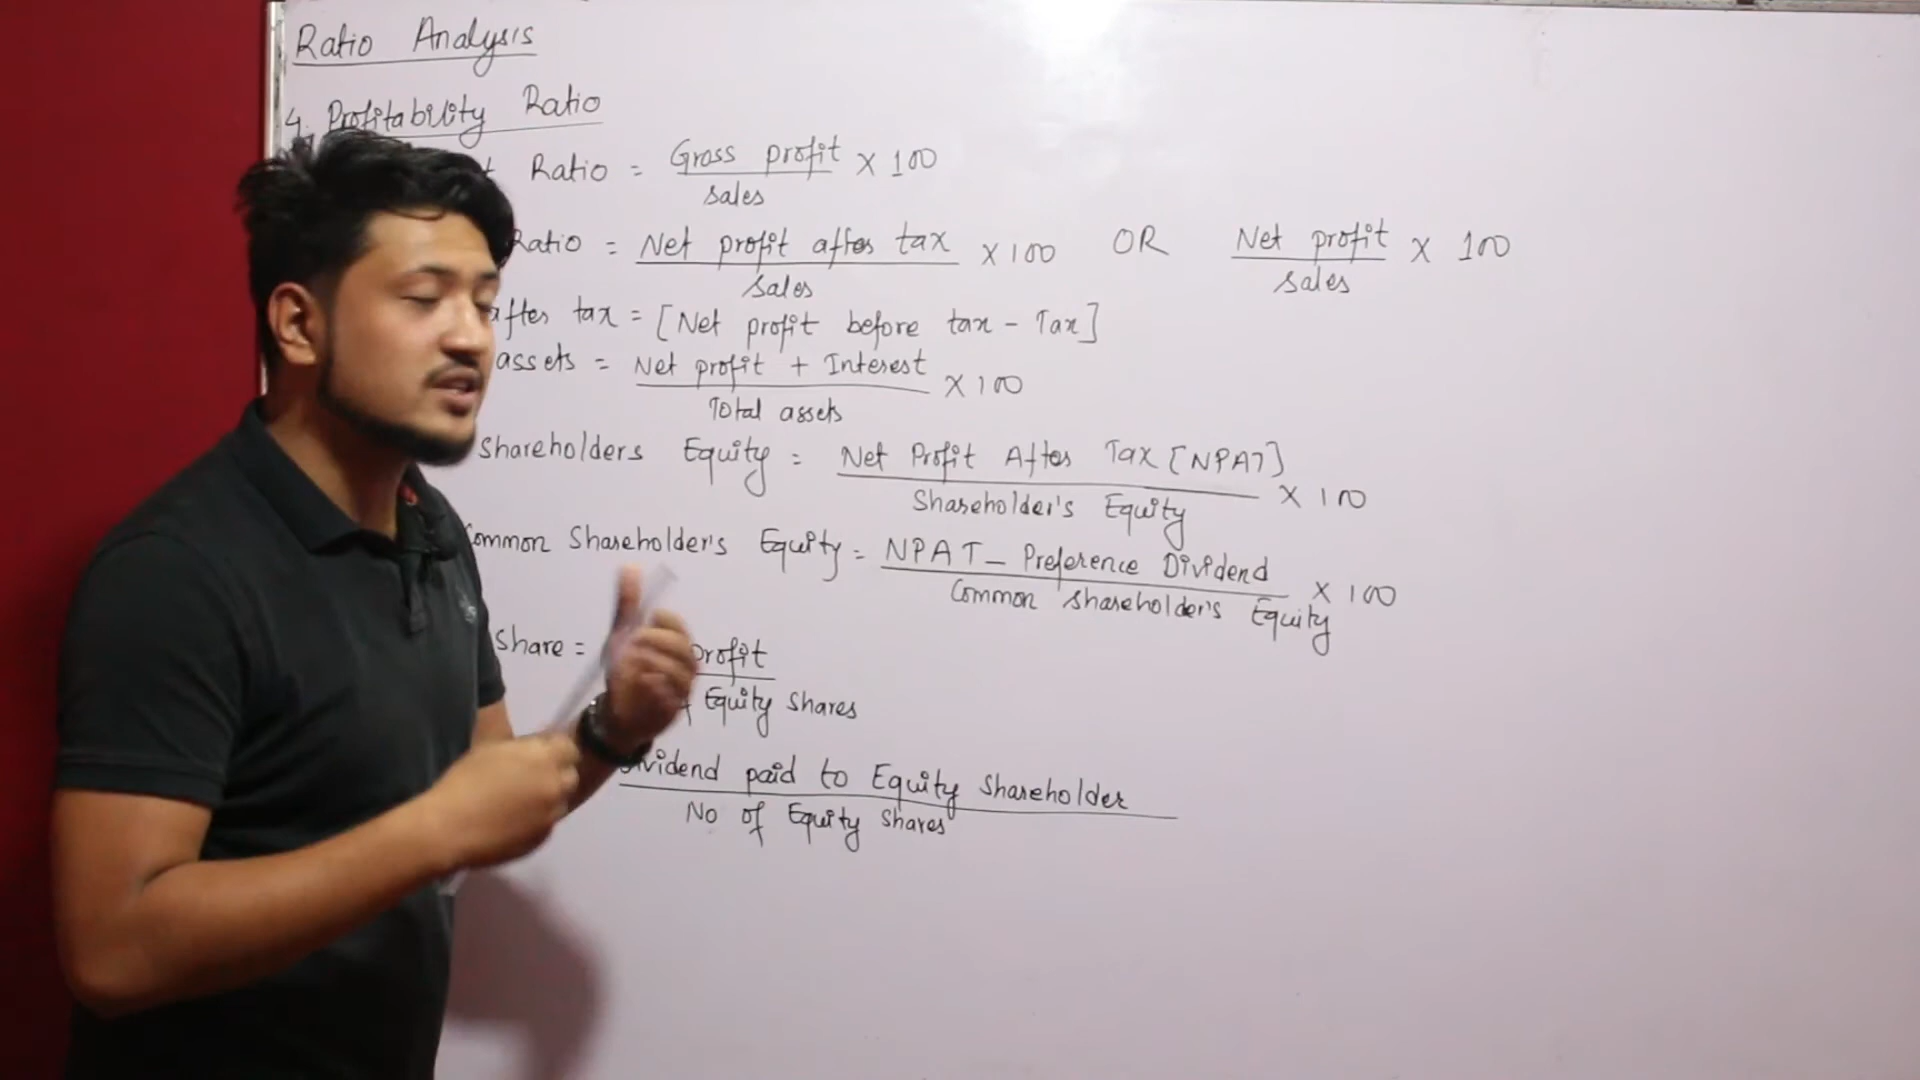 Ratio Analysis
4. Profitability Ratio
Ratio = Gross profit / sales × 100
Ratio = Net profit after tax / sales × 100 OR Net profit / sales × 100
after tax = [Net profit before tax - Tax]
assets = Net profit + Interest / Total assets × 100
Shareholders Equity = Net Profit After Tax [NPAT] / Shareholder's Equity × 100
Common Shareholder's Equity = NPAT - Preference Dividend / Common shareholder's Equity × 100
share = profit / Equity shares
Dividend paid to Equity Shareholder / No of Equity shares